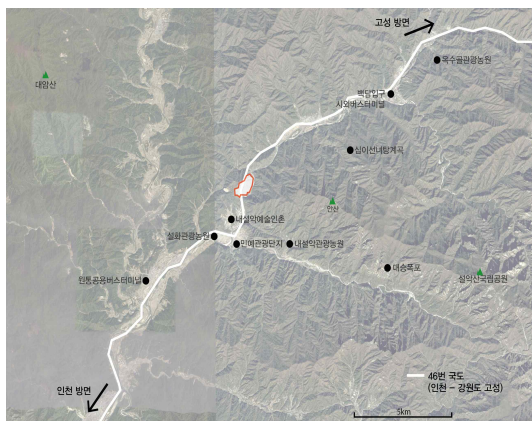 고성 방면
옥수골관광농원
백담입구
시외버스터미널
대암산
십이선녀탕계곡
안산
내설악예술인촌
설화관광농원
민예관광단지
내설악관광농원
대승폭포
설악산국립공원
원통공용버스터미널
46번 국도
(인천 – 강원도 고성)
인천 방면
5km